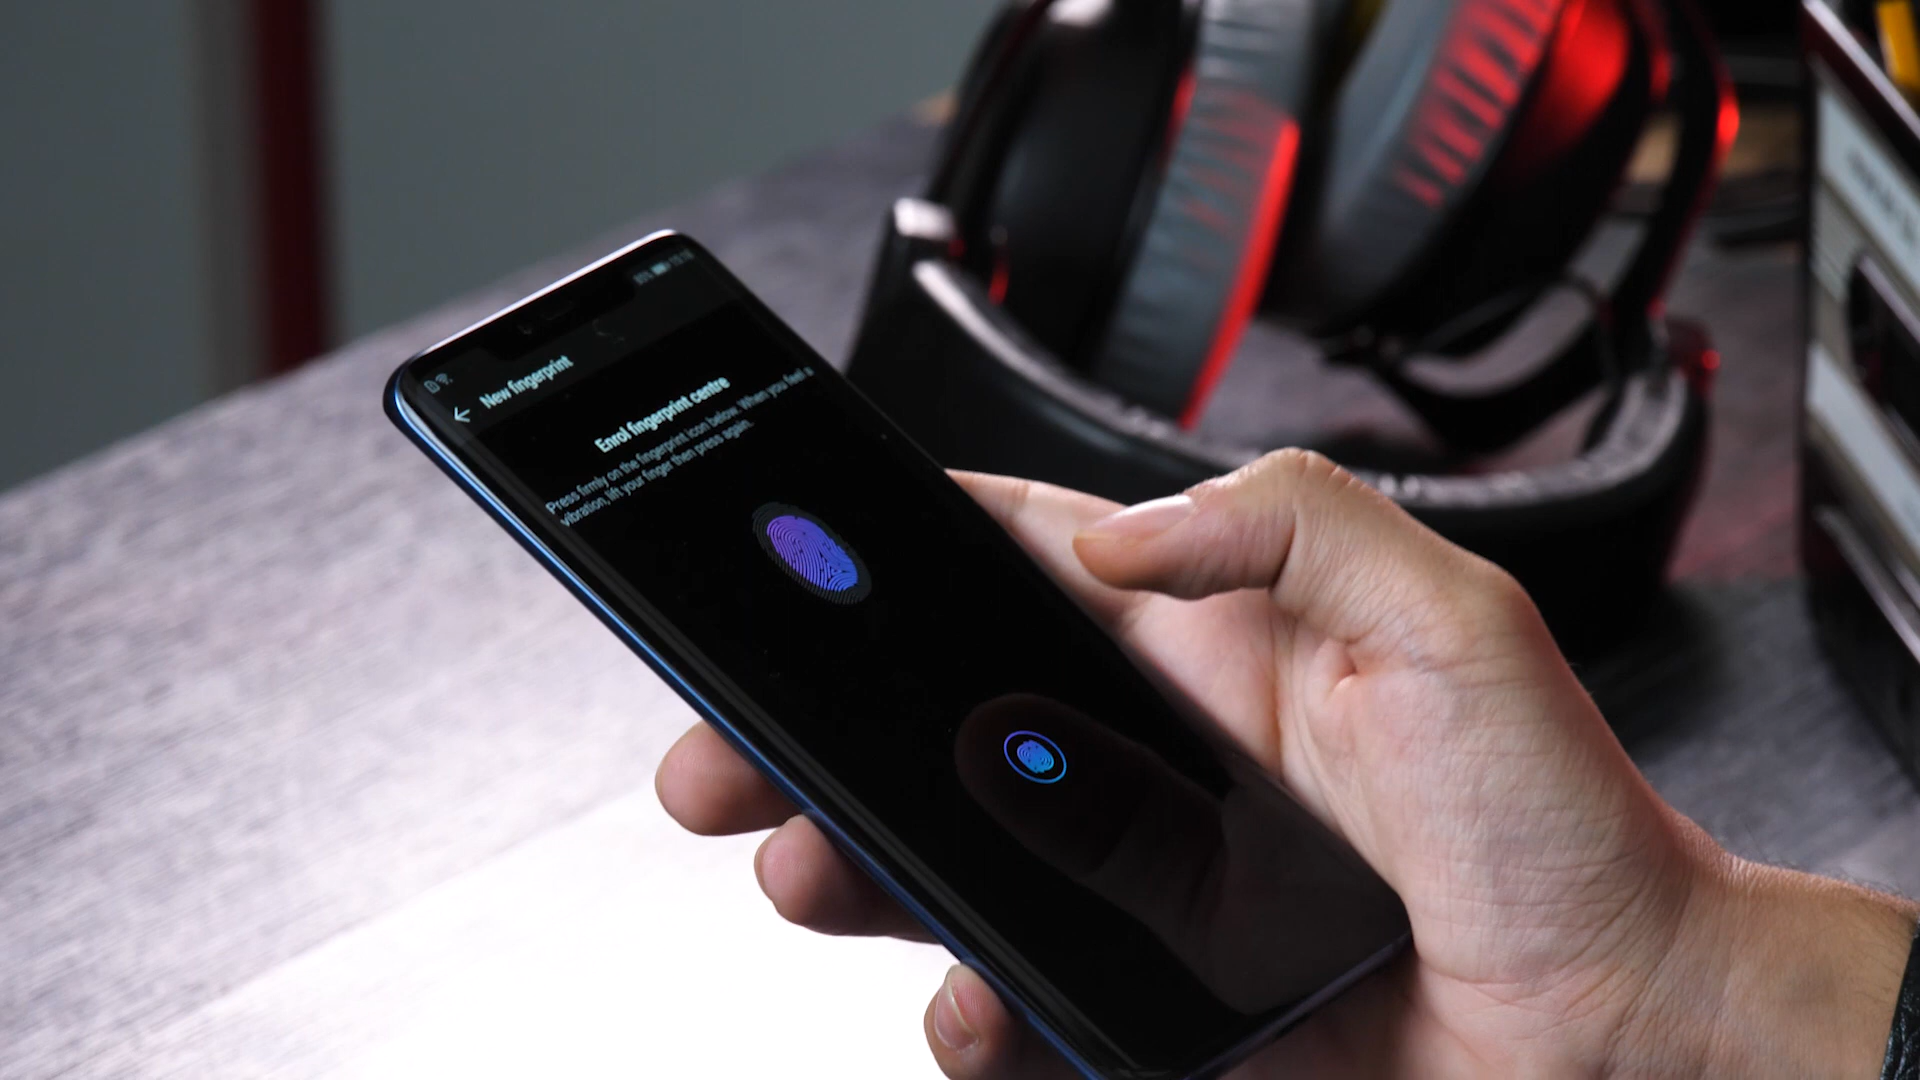 New fingerprint
Enrol fingerprint centre
Press firmly on the fingerprint icon below. When you feel a
vibration, lift your finger then press again.